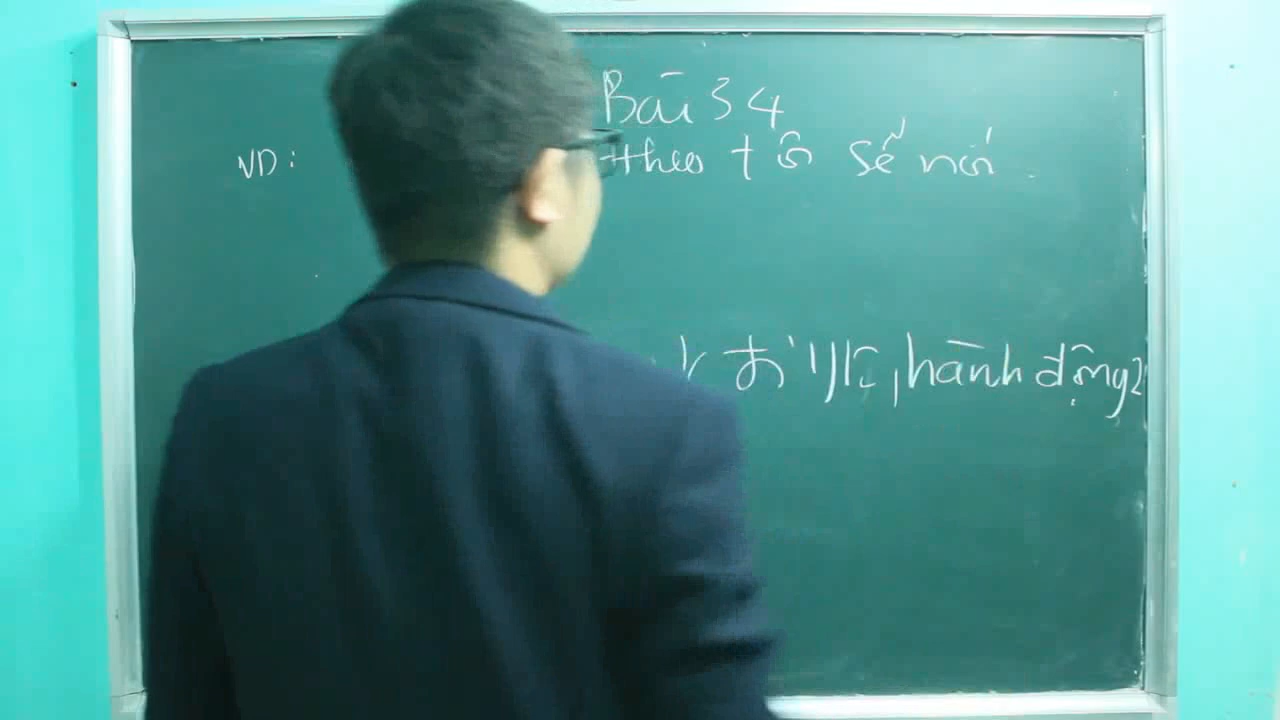 Bài 34
VD: theo tôi sẽ nói
とおりに, hành động2